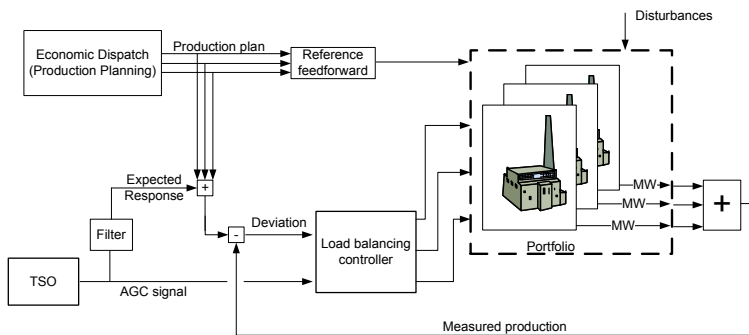 Disturbances
Economic Dispatch
(Production Planning)
Production plan
Reference
feedforward
Expected
Response
+
Filter
-
Deviation
Load balancing
controller
TSO
AGC signal
MW
MW
MW
+
Portfolio
Measured production